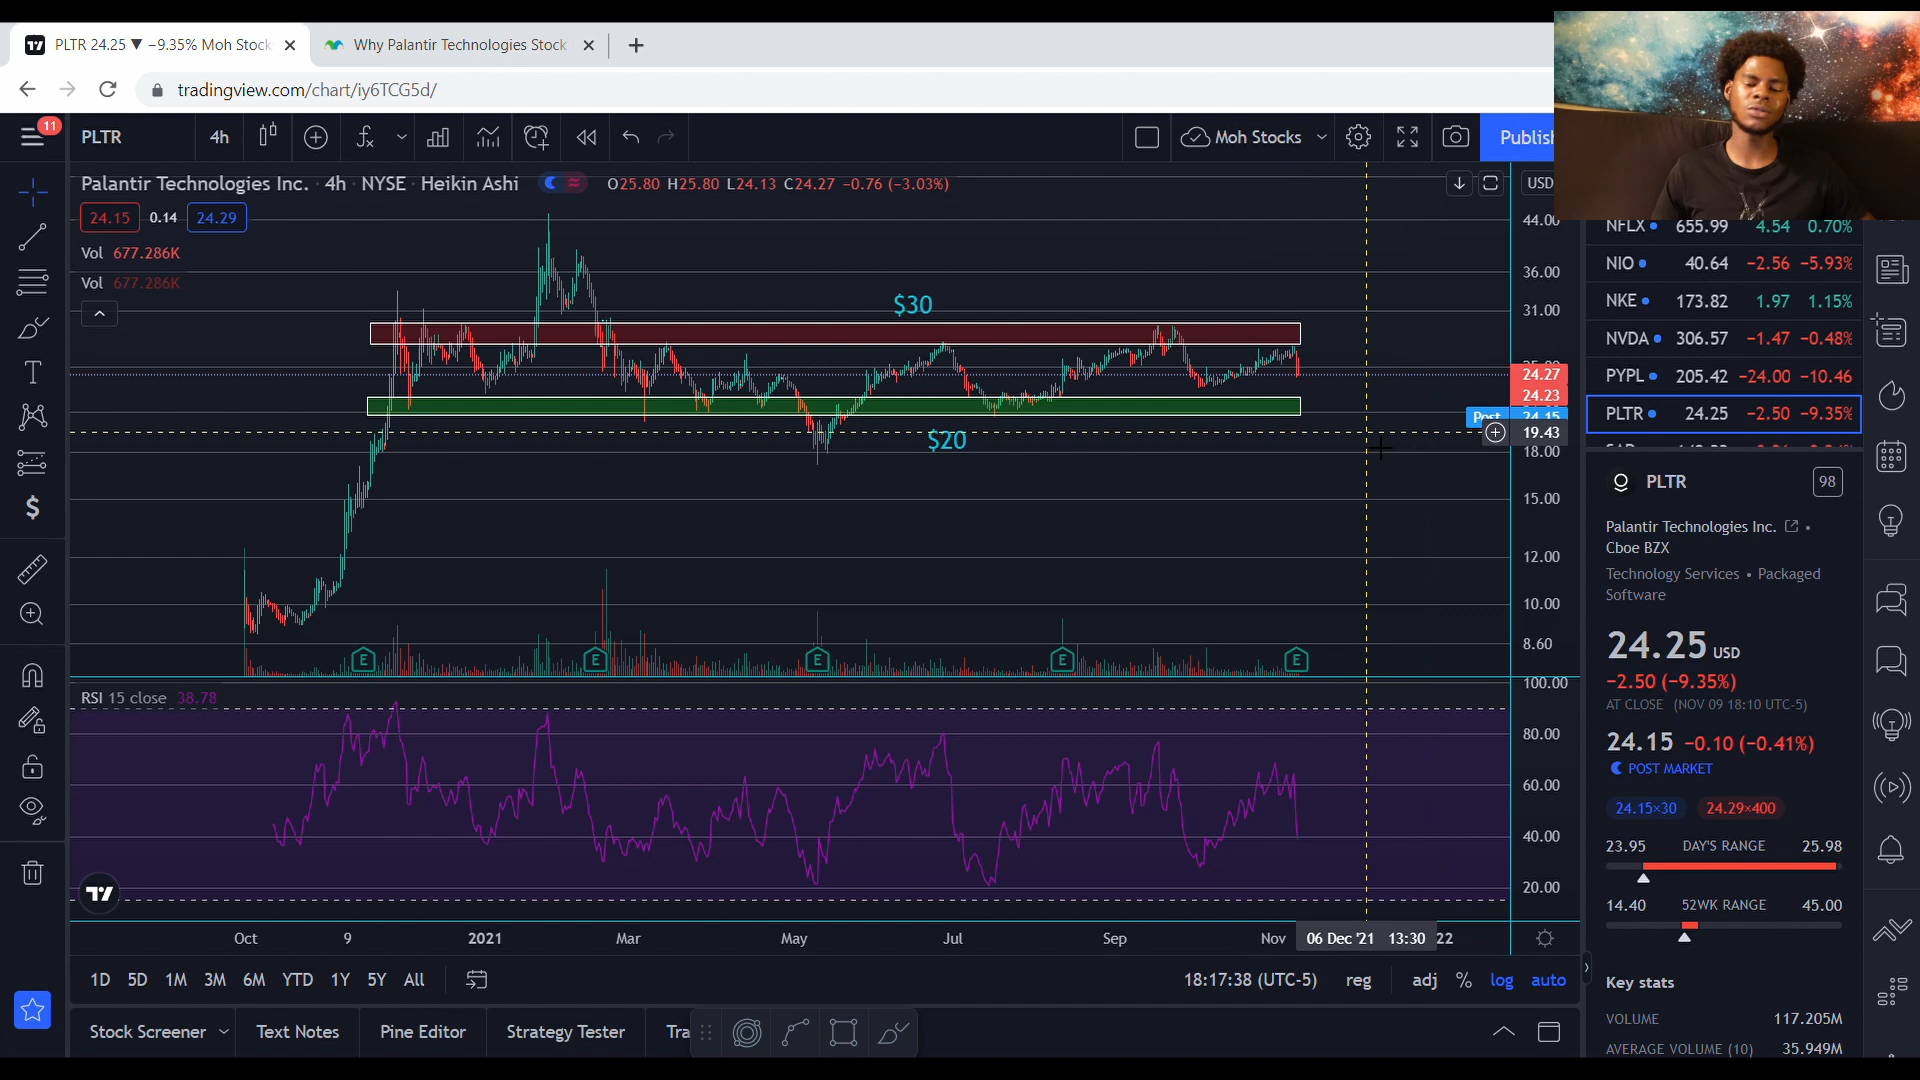 PLTR 24.25 ▼ −9.35% Moh Stock
Why Palantir Technologies Stock
tradingview.com/chart/iy6TCG5d/
11
PLTR
4h
Moh Stocks
Publish
Palantir Technologies Inc. · 4h · NYSE · Heikin Ashi
O25.80 H25.80 L24.13 C24.27 −0.76 (−3.03%)
USD
24.15 0.14 24.29
Vol 677.286K
Vol 677.286K
$30
$20
44.00
36.00
31.00
24.27
24.23
Post 24.15
19.43
18.00
15.00
12.00
10.00
8.60
E E E E E
RSI 15 close 38.78
100.00
80.00
60.00
40.00
20.00
Oct 9 2021 Mar May Jul Sep Nov 06 Dec '21 13:30 22
1D 5D 1M 3M 6M YTD 1Y 5Y All
18:17:38 (UTC-5) reg adj % log auto
Stock Screener Text Notes Pine Editor Strategy Tester Tra
NFLX 655.99 4.54 0.70%
NIO 40.64 −2.56 −5.93%
NKE 173.82 1.97 1.15%
NVDA 306.57 −1.47 −0.48%
PYPL 205.42 −24.00 −10.46
PLTR 24.25 −2.50 −9.35%
PLTR
98
Palantir Technologies Inc. •
Cboe BZX
Technology Services • Packaged
Software
24.25 USD
−2.50 (−9.35%)
AT CLOSE (NOV 09 18:10 UTC-5)
24.15 −0.10 (−0.41%)
POST MARKET
24.15×30 24.29×400
23.95 DAY'S RANGE 25.98
14.40 52WK RANGE 45.00
Key stats
VOLUME 117.205M
AVERAGE VOLUME (10) 35.949M